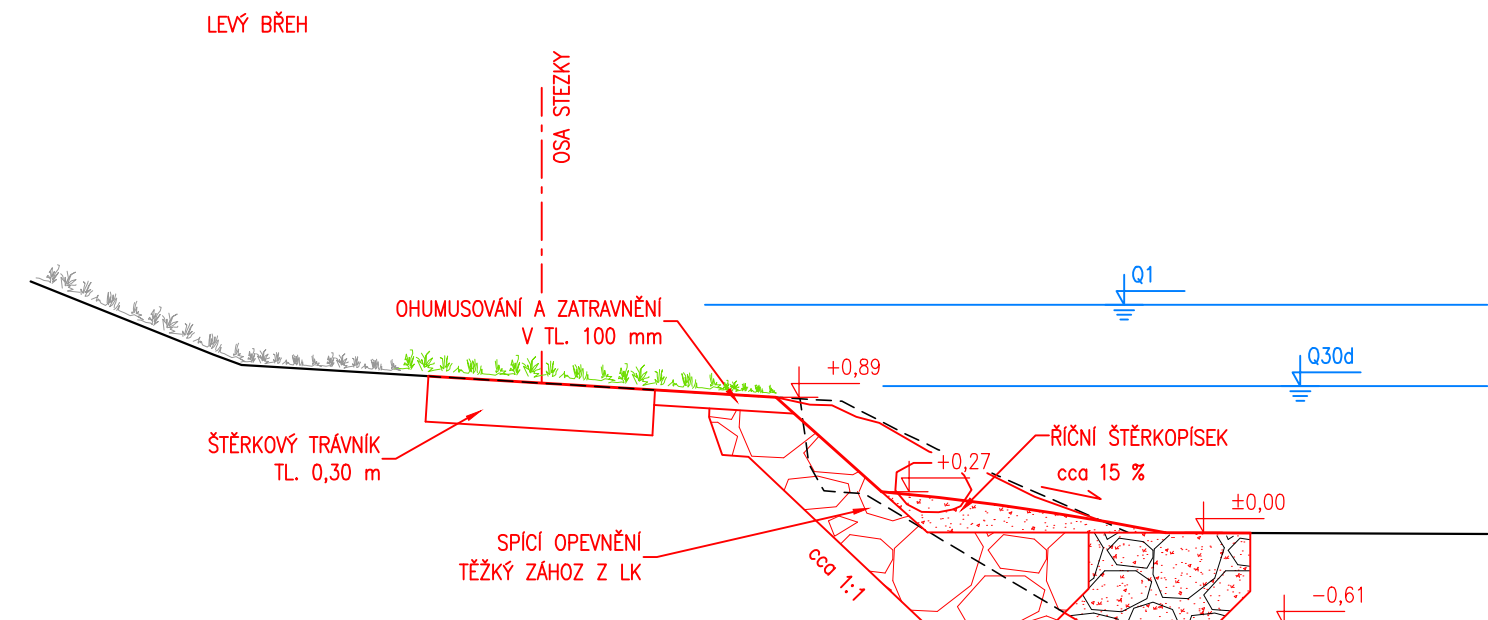 LEVÝ BŘEH
OSA STEZKY
Q1
OHUMUSOVÁNÍ A ZATRAVNĚNÍ
V TL. 100 mm
Q30d
+0,89
ŠTĚRKOVÝ TRÁVNÍK
TL. 0,30 m
ŘÍČNÍ ŠTĚRKOPÍSEK
+0,27
cca 15 %
±0,00
SPÍCÍ OPEVNĚNÍ
TĚŽKÝ ZÁHOZ Z LK
cca 1:1
-0,61